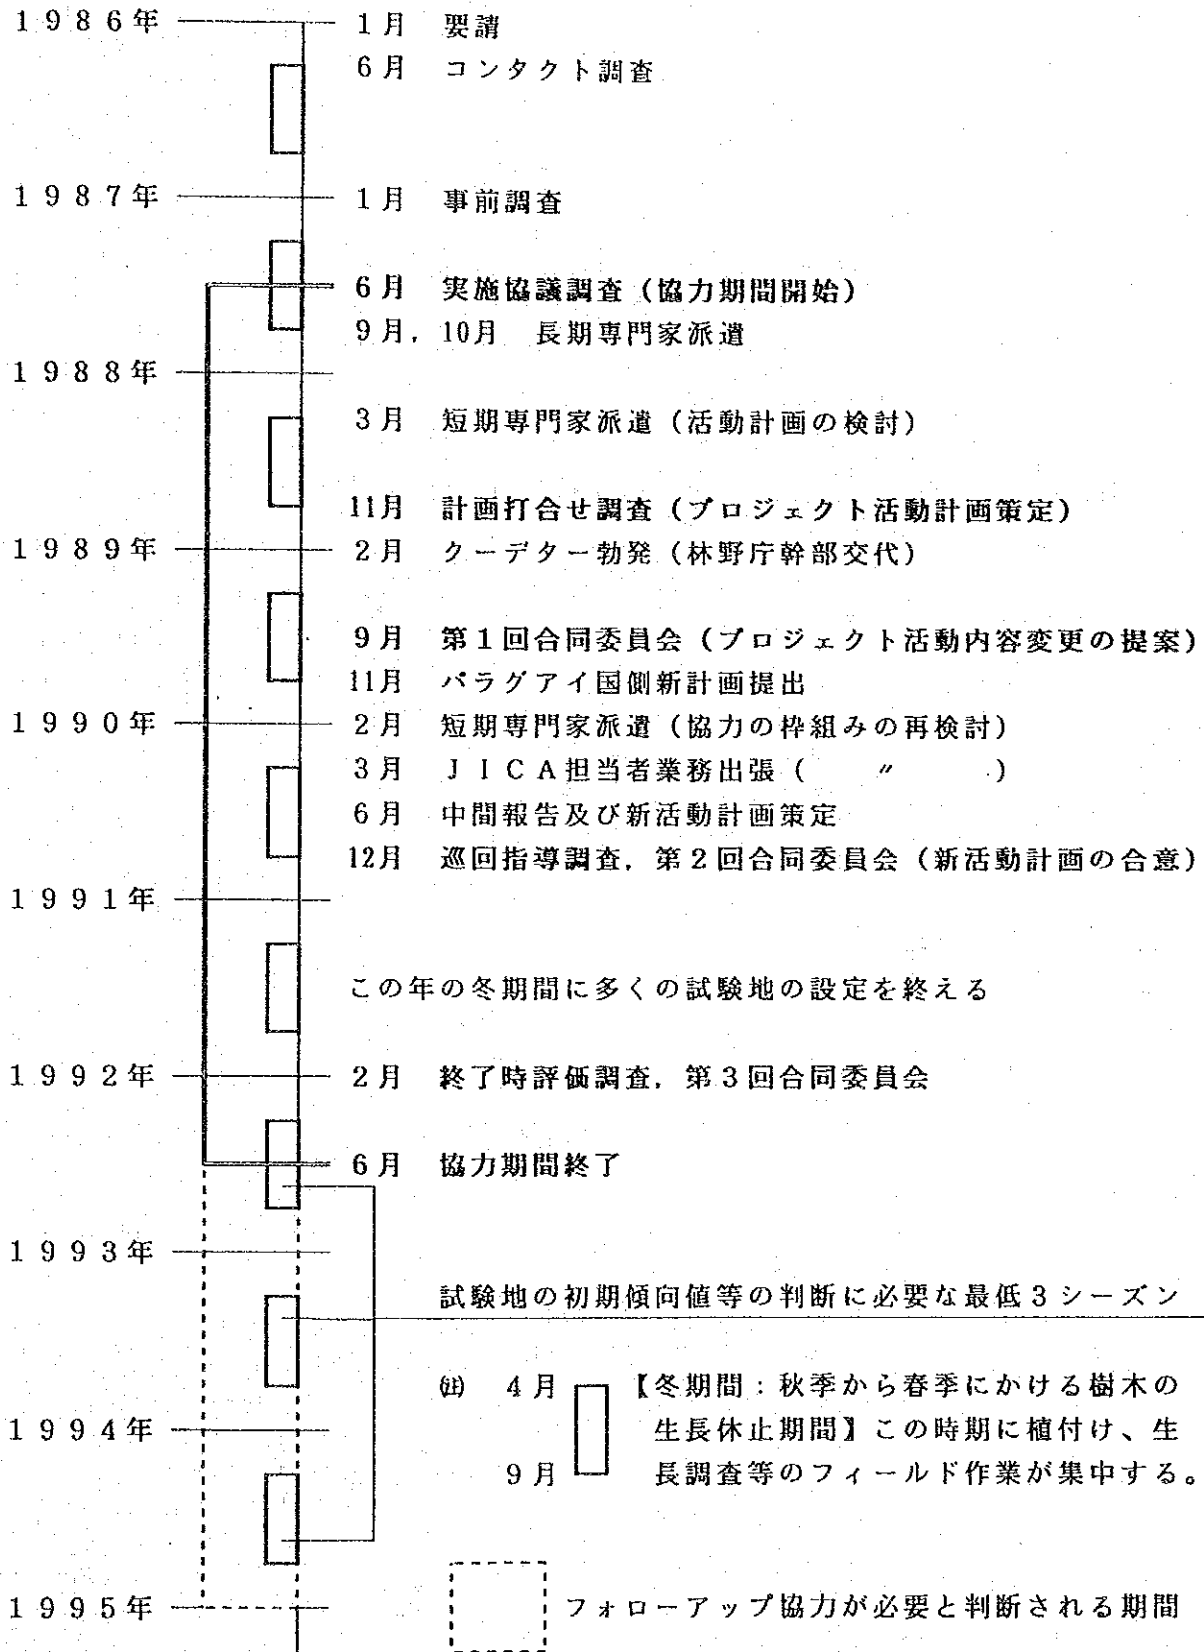 1986年 1月 要請
6月 コンタクト調査
1987年 1月 事前調査
6月 実施協議調査（協力期間開始）
9月，10月 長期専門家派遣
1988年
3月 短期専門家派遣（活動計画の検討）
11月 計画打合せ調査（プロジェクト活動計画策定）
1989年 2月 クーデター勃発（林野庁幹部交代）
9月 第1回合同委員会（プロジェクト活動内容変更の提案）
11月 パラグアイ国側新計画提出
1990年 2月 短期専門家派遣（協力の枠組みの再検討）
3月 JICA担当者業務出張（ 〃 ）
6月 中間報告及び新活動計画策定
12月 巡回指導調査，第2回合同委員会（新活動計画の合意）
1991年
この年の冬期間に多くの試験地の設定を終える
1992年 2月 終了時評価調査，第3回合同委員会
6月 協力期間終了
1993年
試験地の初期傾向値等の判断に必要な最低3シーズン
㊟ 4月 【冬期間：秋季から春季にかける樹木の
1994年 生長休止期間】この時期に植付け、生
9月 長調査等のフィールド作業が集中する。
1995年 フォローアップ協力が必要と判断される期間